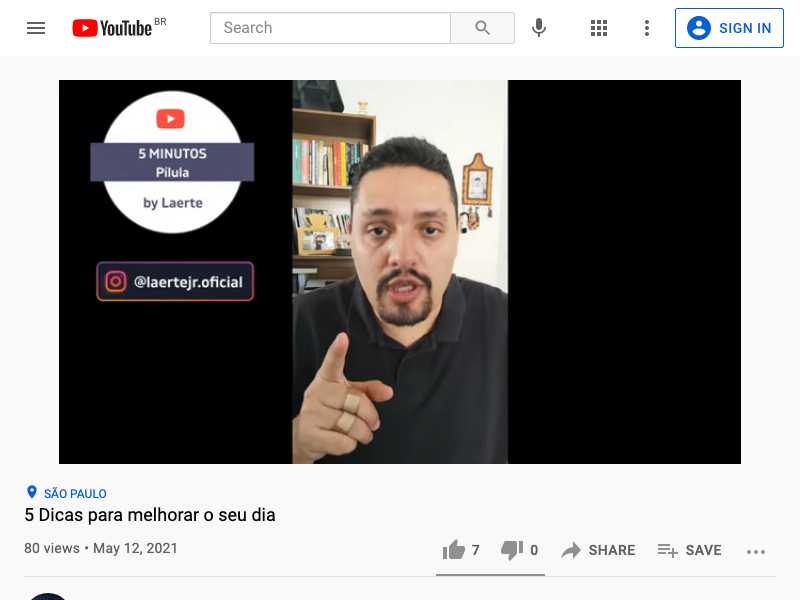 YouTube BR
Search
SIGN IN
5 MINUTOS
Pílula
by Laerte
@laertejr.oficial
SÃO PAULO
5 Dicas para melhorar o seu dia
80 views • May 12, 2021
7
0
SHARE
SAVE